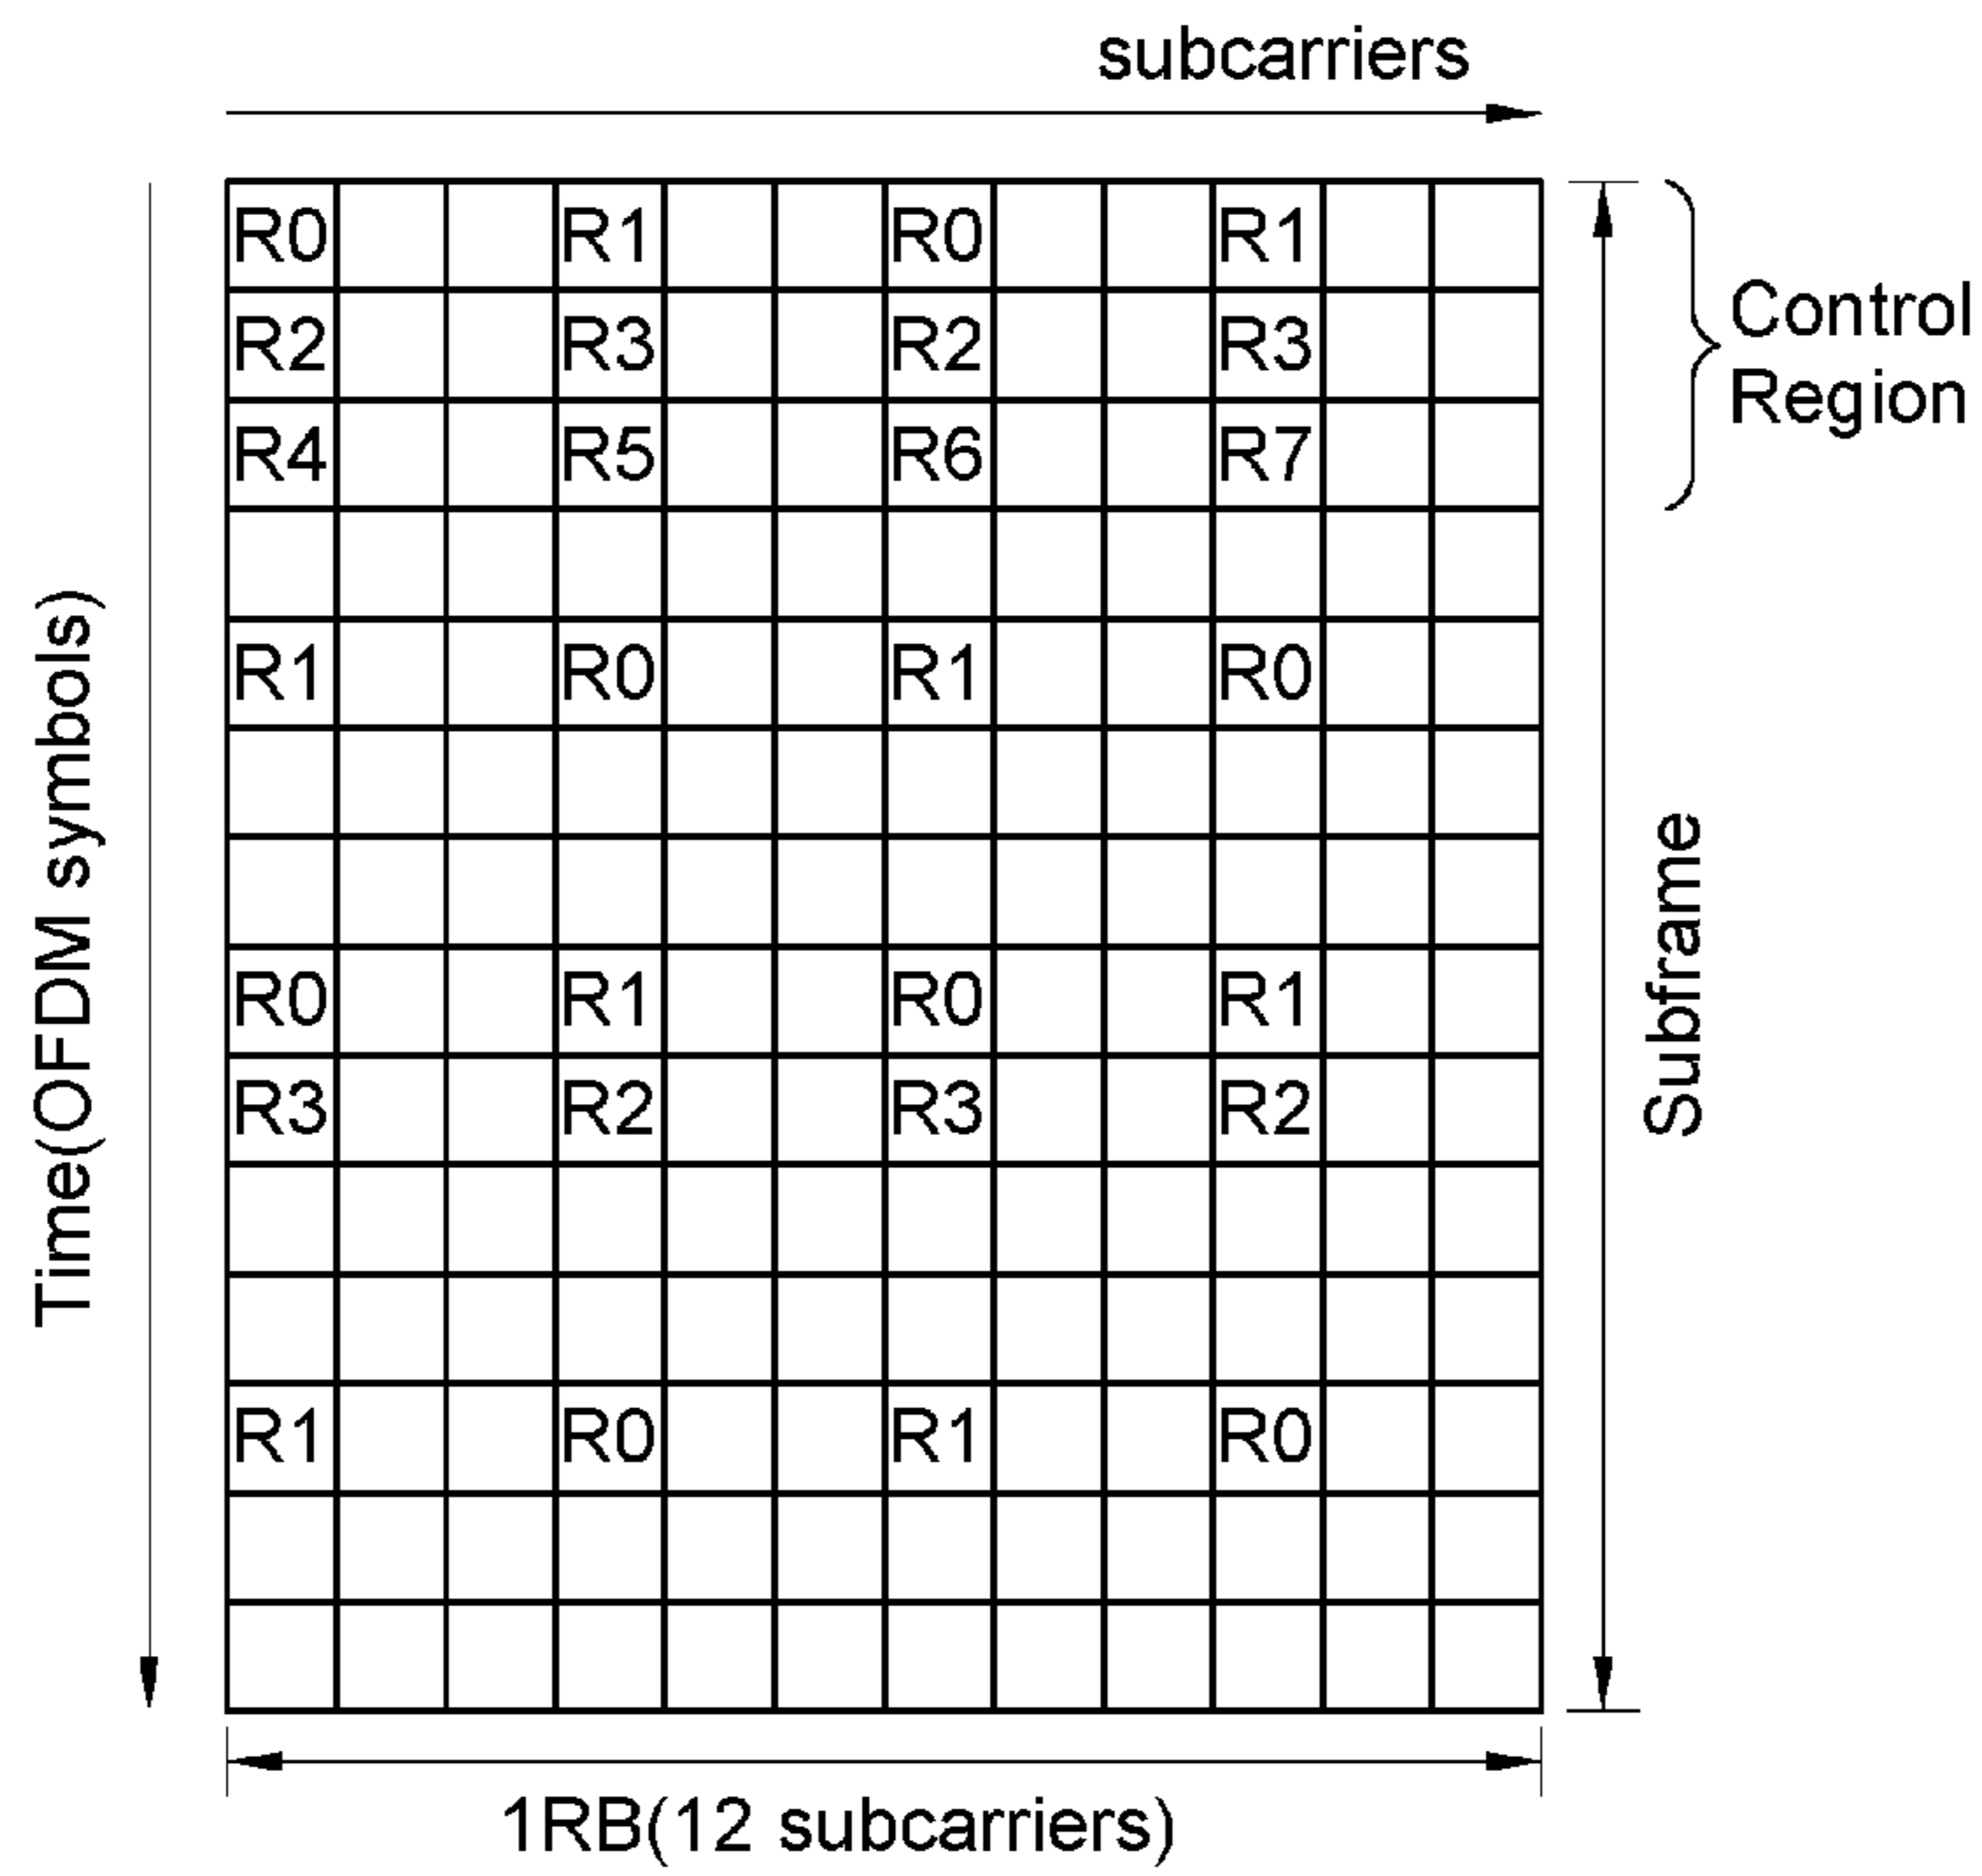 subcarriers
R0 R1 R0 R1
R2 R3 R2 R3
R4 R5 R6 R7
Control
Region
R1 R0 R1 R0
R0 R1 R0 R1
R3 R2 R3 R2
R1 R0 R1 R0
Time(OFDM symbols)
Subframe
1RB(12 subcarriers)